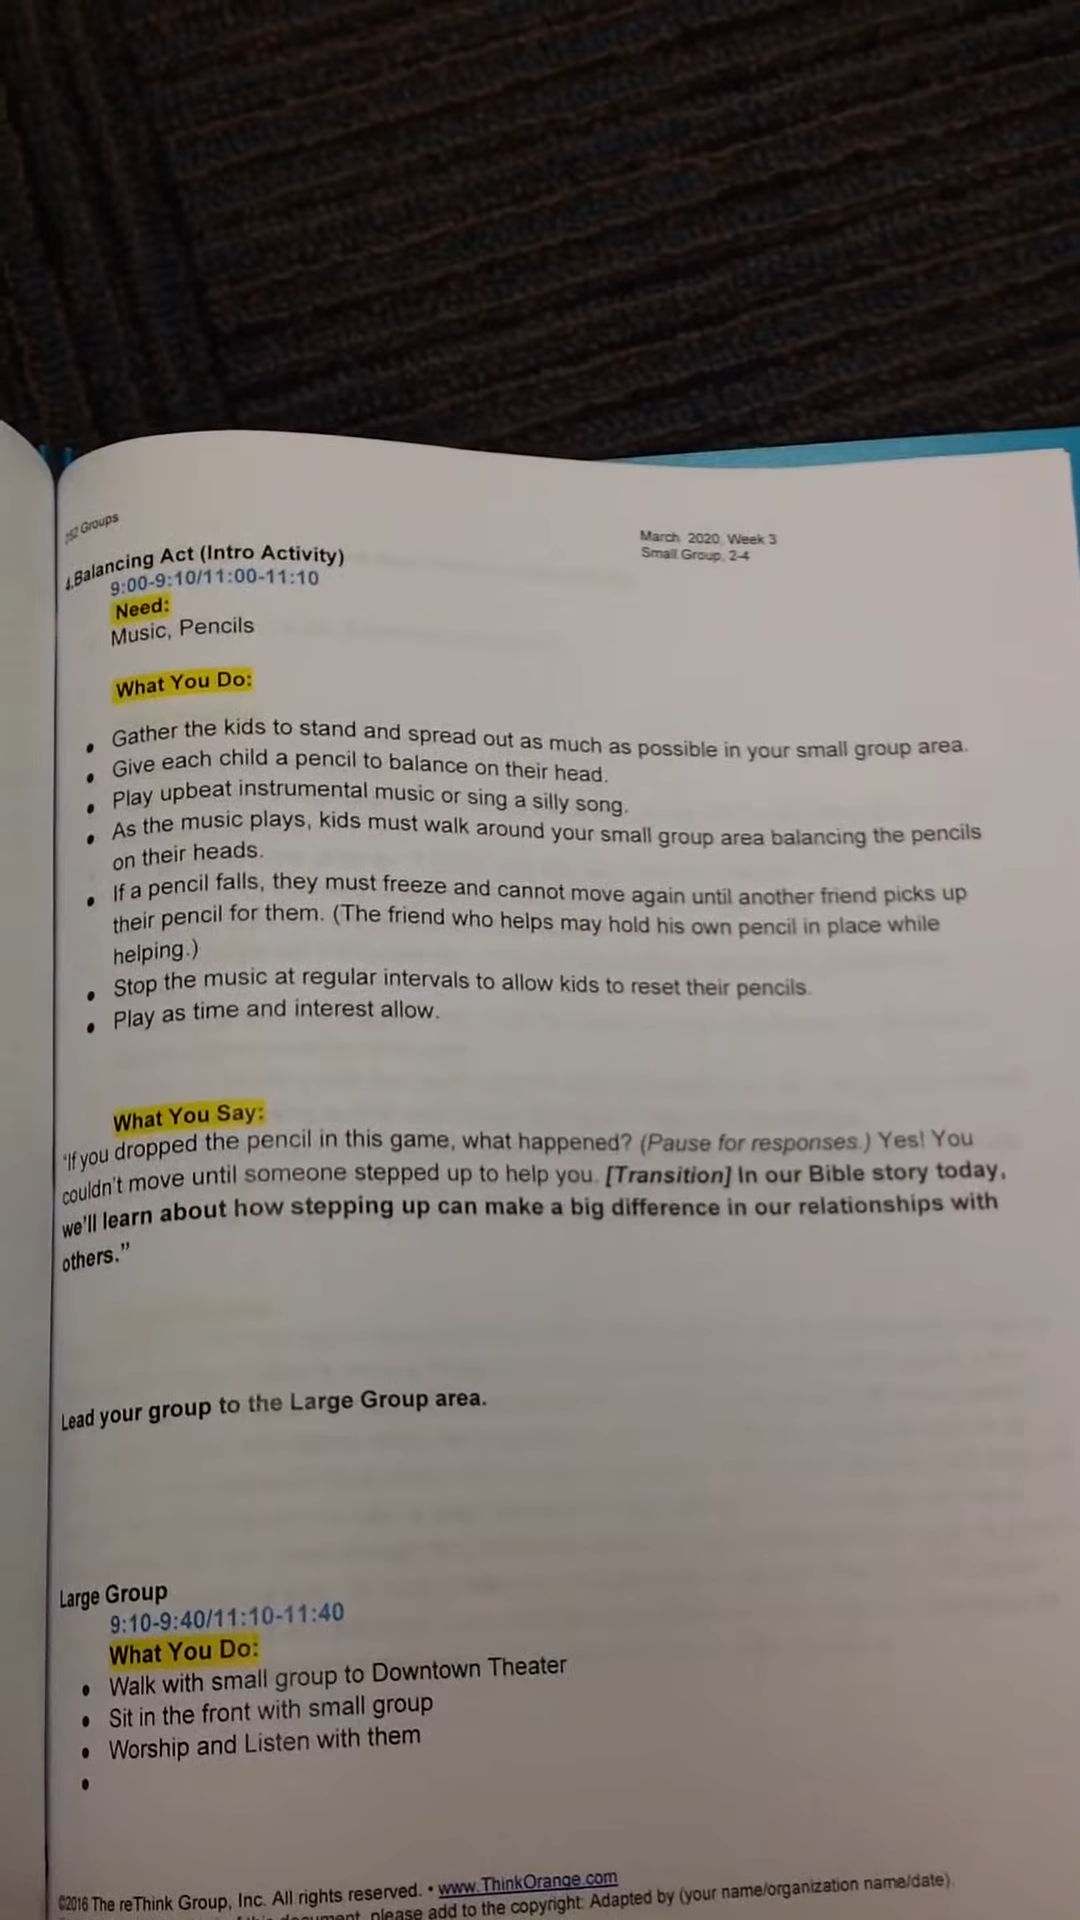 252 Groups
March 2020, Week 3
Small Group, 2-4
4.Balancing Act (Intro Activity)
9:00-9:10/11:00-11:10
Need:
Music, Pencils
What You Do:
• Gather the kids to stand and spread out as much as possible in your small group area.
• Give each child a pencil to balance on their head.
• Play upbeat instrumental music or sing a silly song.
• As the music plays, kids must walk around your small group area balancing the pencils
on their heads.
• If a pencil falls, they must freeze and cannot move again until another friend picks up
their pencil for them. (The friend who helps may hold his own pencil in place while
helping.)
• Stop the music at regular intervals to allow kids to reset their pencils.
• Play as time and interest allow.
What You Say:
"If you dropped the pencil in this game, what happened? (Pause for responses.) Yes! You
couldn't move until someone stepped up to help you. [Transition] In our Bible story today,
we'll learn about how stepping up can make a big difference in our relationships with
others."
Lead your group to the Large Group area.
Large Group
9:10-9:40/11:10-11:40
What You Do:
• Walk with small group to Downtown Theater
• Sit in the front with small group
• Worship and Listen with them
•
©2016 The reThink Group, Inc. All rights reserved. • www.ThinkOrange.com
document, please add to the copyright: Adapted by (your name/organization name/date).